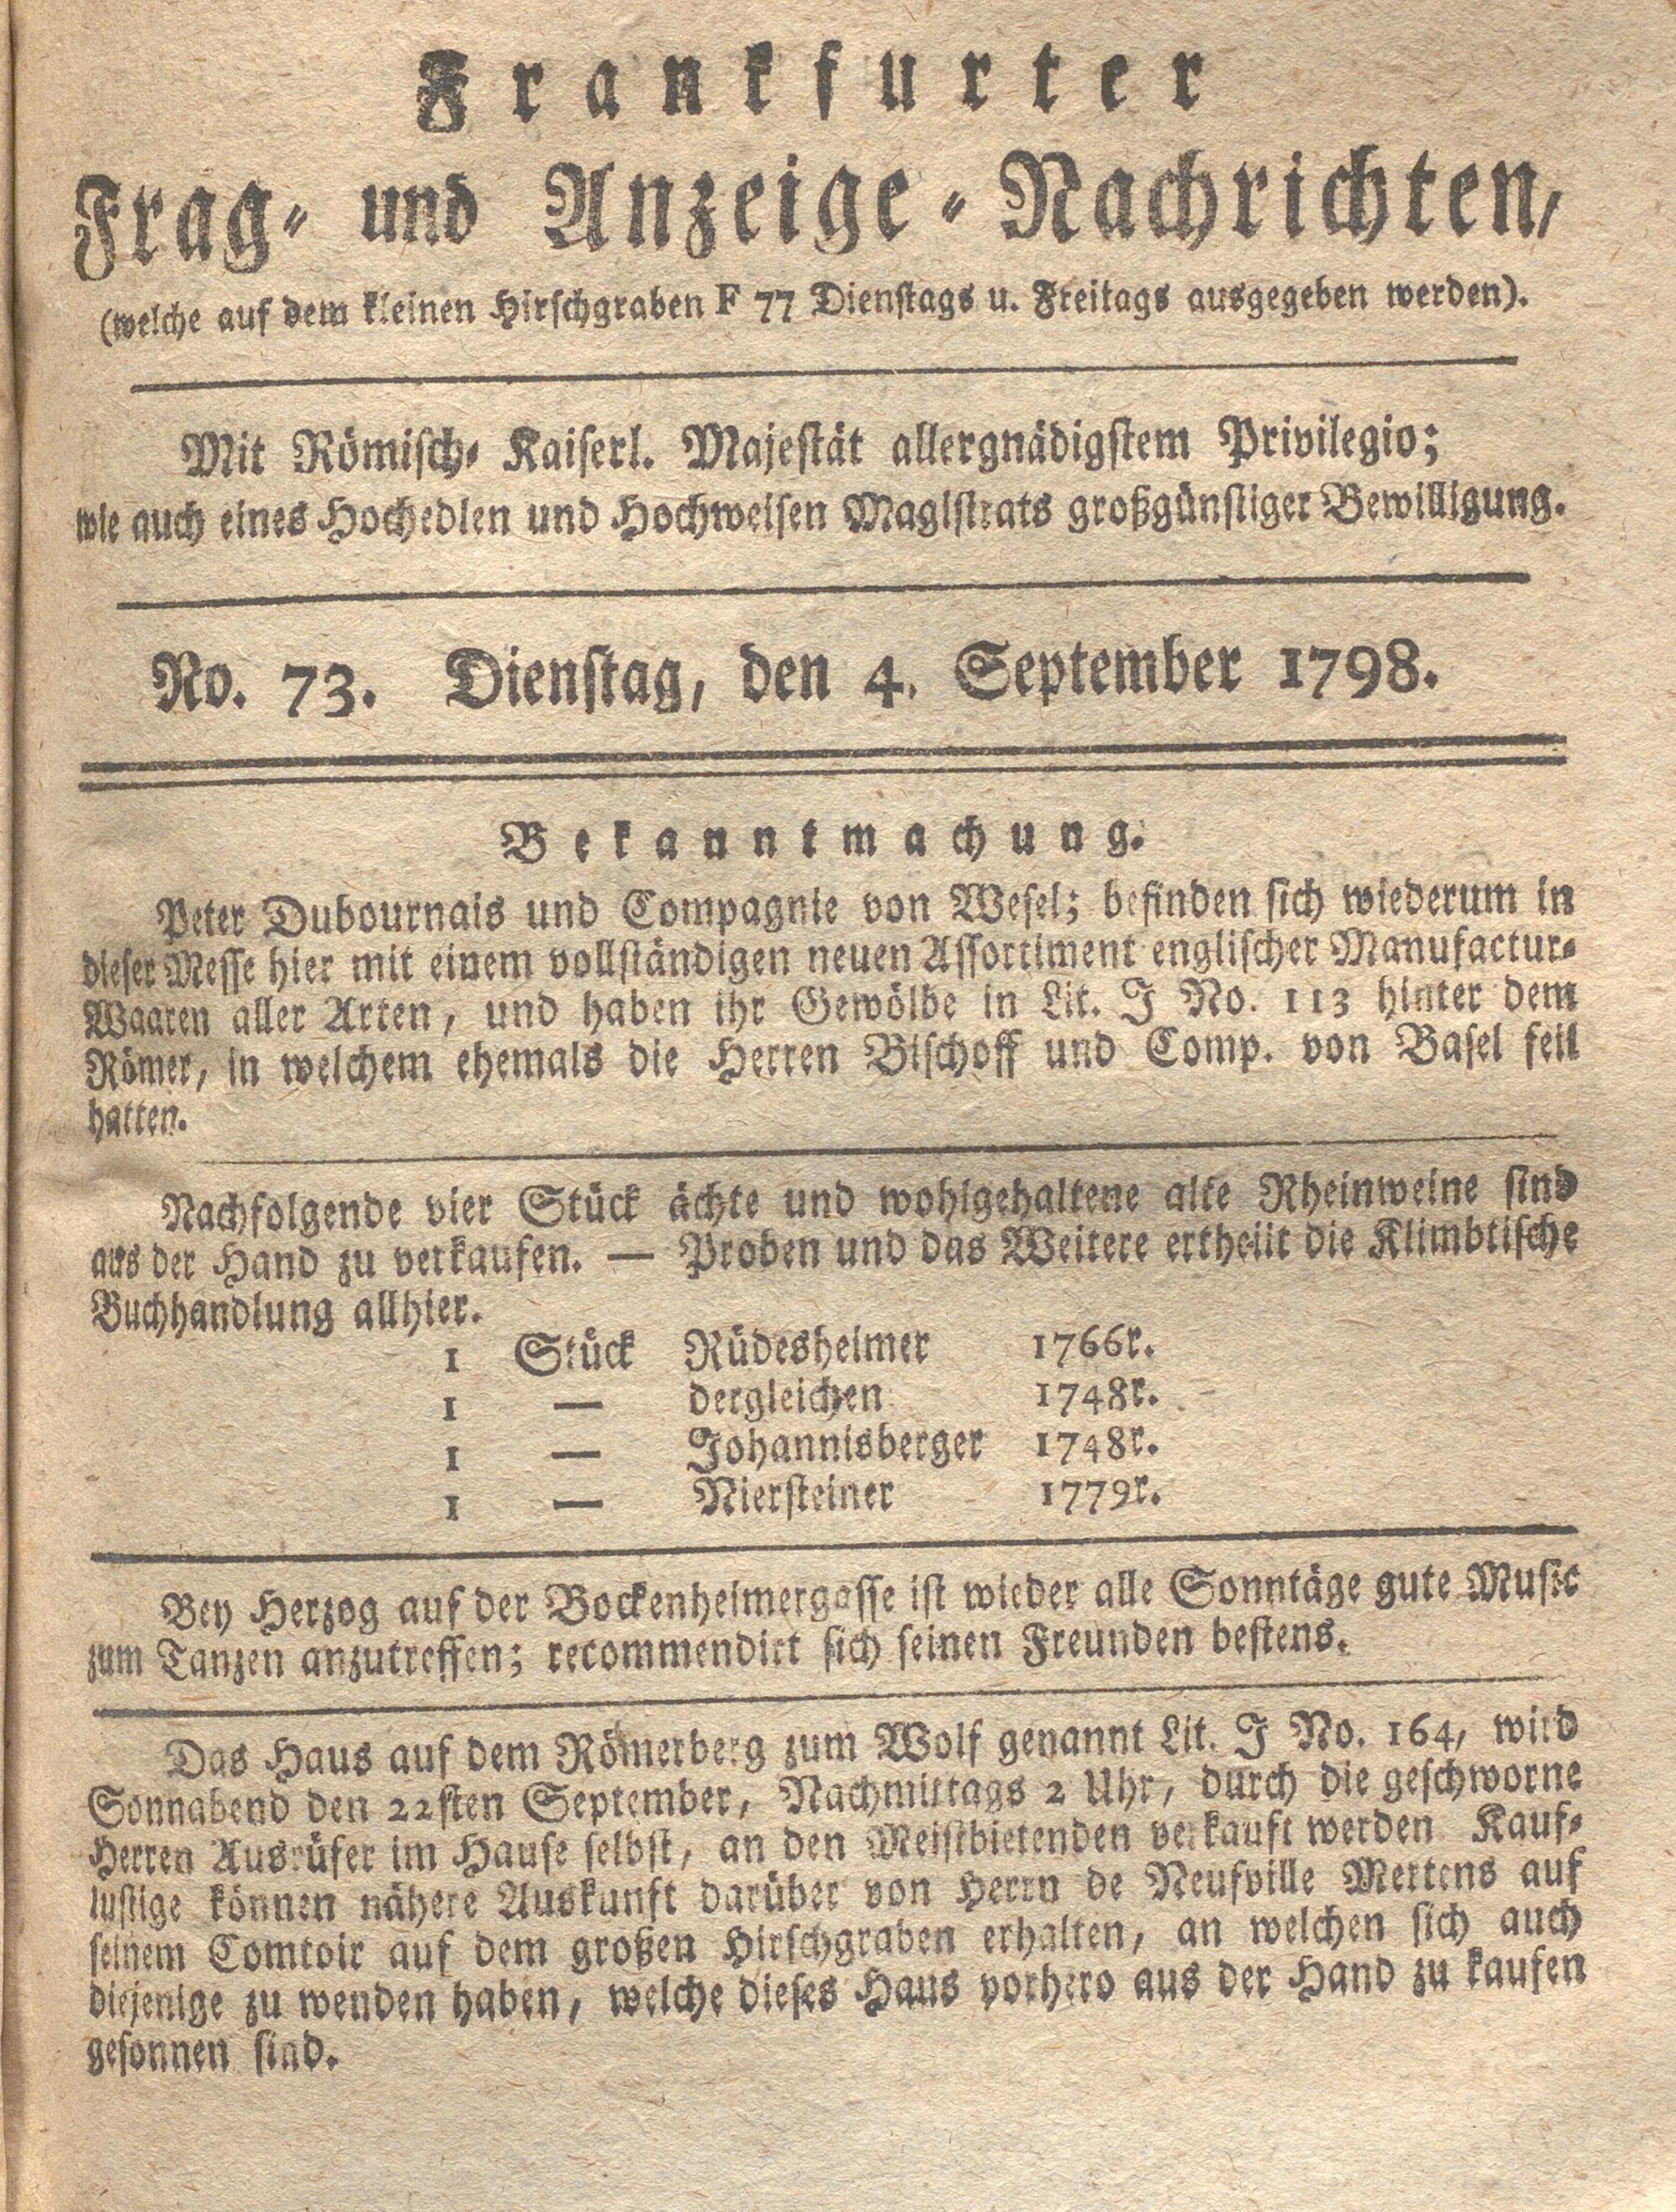 Frankfurter
Frag- und Anzeige-Nachrichten,
(welche auf dem kleinen Hirschgraben F 77 Dienstags u. Freitags ausgegeben werden).
Mit Römisch- Kaiserl. Majestät allergnädigstem Privilegio;
wie auch eines Hochedlen und Hochweisen Magistrats großgünstiger Bewilligung.
No. 73. Dienstag, den 4. September 1798.
Bekanntmachung.
Peter Dubournais und Compagnie von Wesel; befinden sich wiederum in
dieser Messe hier mit einem vollständigen neuen Assortiment englischer Manufactur-
Waaren aller Arten, und haben ihr Gewölbe in Lit. J No. 113 hinter dem
Römer, in welchem ehemals die Herren Bischoff und Comp. von Basel feil
hatten.
Nachfolgende vier Stück ächte und wohlgehaltene alte Rheinweine sind
aus der Hand zu verkaufen. — Proben und das Weitere ertheilt die Klimbtische
Buchhandlung allhier.
1 Stück Rüdesheimer 1766r.
1 — dergleichen 1748r.
1 — Johannisberger 1748r.
1 — Niersteiner 1779r.
Bey Herzog auf der Bockenheimergasse ist wieder alle Sonntäge gute Music
zum Tanzen anzutreffen; recommendirt sich seinen Freunden bestens.
Das Haus auf dem Römerberg zum Wolf genannt Lit. J No. 164, wird
Sonnabend den 22sten September, Nachmittags 2 Uhr, durch die geschworne
Herren Ausrüfer im Hause selbst, an den Meistbietenden verkauft werden Kauf-
lustige können nähere Auskunft darüber von Herrn de Neufville Mertens auf
seinem Comtoir auf dem großen Hirschgraben erhalten, an welchen sich auch
diejenige zu wenden haben, welche dieses Haus vorhero aus der Hand zu kaufen
gesonnen sind.